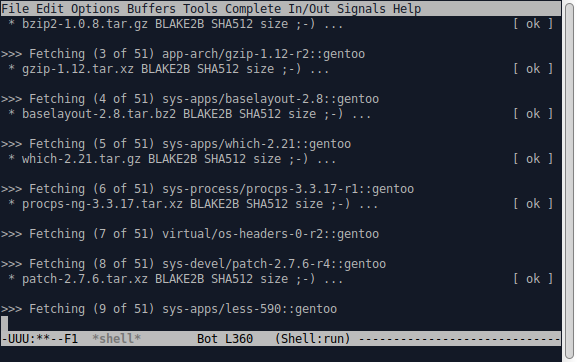 File Edit Options Buffers Tools Complete In/Out Signals Help
 * bzip2-1.0.8.tar.gz BLAKE2B SHA512 size ;-) ... [ ok ]
>>> Fetching (3 of 51) app-arch/gzip-1.12-r2::gentoo
 * gzip-1.12.tar.xz BLAKE2B SHA512 size ;-) ... [ ok ]
>>> Fetching (4 of 51) sys-apps/baselayout-2.8::gentoo
 * baselayout-2.8.tar.bz2 BLAKE2B SHA512 size ;-) ... [ ok ]
>>> Fetching (5 of 51) sys-apps/which-2.21::gentoo
 * which-2.21.tar.gz BLAKE2B SHA512 size ;-) ... [ ok ]
>>> Fetching (6 of 51) sys-process/procps-3.3.17-r1::gentoo
 * procps-ng-3.3.17.tar.xz BLAKE2B SHA512 size ;-) ... [ ok ]
>>> Fetching (7 of 51) virtual/os-headers-0-r2::gentoo
>>> Fetching (8 of 51) sys-devel/patch-2.7.6-r4::gentoo
 * patch-2.7.6.tar.xz BLAKE2B SHA512 size ;-) ... [ ok ]
>>> Fetching (9 of 51) sys-apps/less-590::gentoo
-UUU:**--F1  *shell*        Bot L360   (Shell:run) -----------------------------